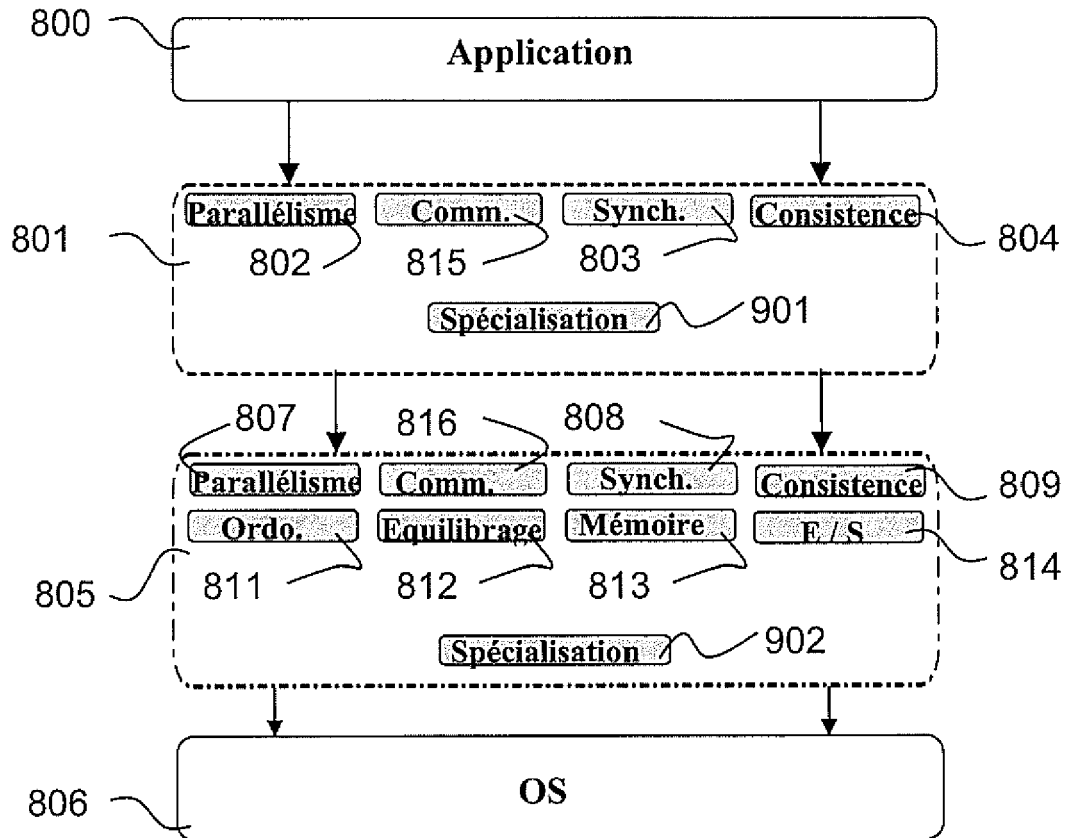 800
Application
Parallélisme Comm. Synch. Consistence
801
802 815 803 804
Spécialisation 901
807 816 808
Parallélisme Comm. Synch. Consistence 809
Ordo. Equilibrage Mémoire E / S
805 811 812 813 814
Spécialisation 902
OS
806